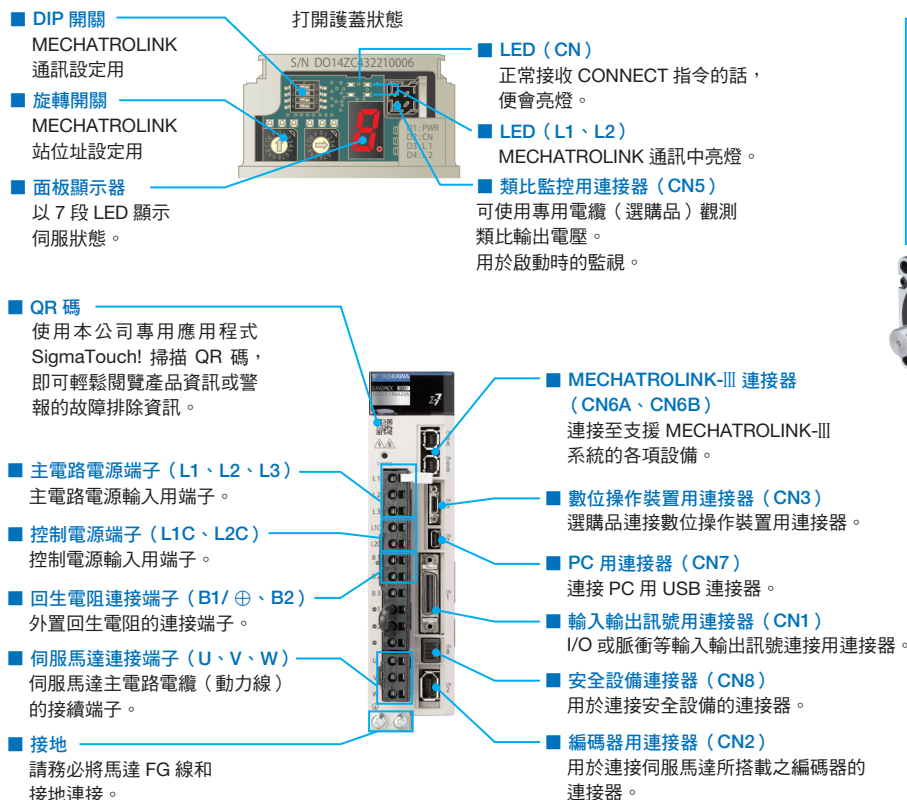 打開護蓋狀態
■ DIP 開關
MECHATROLINK
通訊設定用
■ 旋轉開關
MECHATROLINK
站位址設定用
■ 面板顯示器
以 7 段 LED 顯示
伺服狀態。
S/N DO14ZC432210006
D1 : PWR
D2 : CN
D3 : L 1
D4 : L 2
■ LED(CN)
正常接收 CONNECT 指令的話,
便會亮燈。
■ LED(L1、L2)
MECHATROLINK 通訊中亮燈。
■ 類比監控用連接器(CN5)
可使用專用電纜(選購品)觀測
類比輸出電壓。
用於啟動時的監視。
■ QR 碼
使用本公司專用應用程式
SigmaTouch! 掃描 QR 碼,
即可輕鬆閱覽產品資訊或警
報的故障排除資訊。
■ 主電路電源端子(L1、L2、L3)
主電路電源輸入用端子。
■ 控制電源端子(L1C、L2C)
控制電源輸入用端子。
■ 回生電阻連接端子(B1/ ⊕、B2)
外置回生電阻的連接端子。
■ 伺服馬達連接端子(U、V、W)
伺服馬達主電路電纜(動力線)
的接續端子。
■ 接地
請務必將馬達 FG 線和
接地連接。
YASKAWA
SERVOPACK
L1
L2
L3
L1C
L2C
B 3
U
V
W
■ MECHATROLINK-Ⅲ 連接器
(CN6A、CN6B)
連接至支援 MECHATROLINK-Ⅲ
系統的各項設備。
■ 數位操作裝置用連接器(CN3)
選購品連接數位操作裝置用連接器。
■ PC 用連接器(CN7)
連接 PC 用 USB 連接器。
■ 輸入輸出訊號用連接器(CN1)
I/O 或脈衝等輸入輸出訊號連接用連接器。
■ 安全設備連接器(CN8)
用於連接安全設備的連接器。
■ 編碼器用連接器(CN2)
用於連接伺服馬達所搭載之編碼器的
連接器。